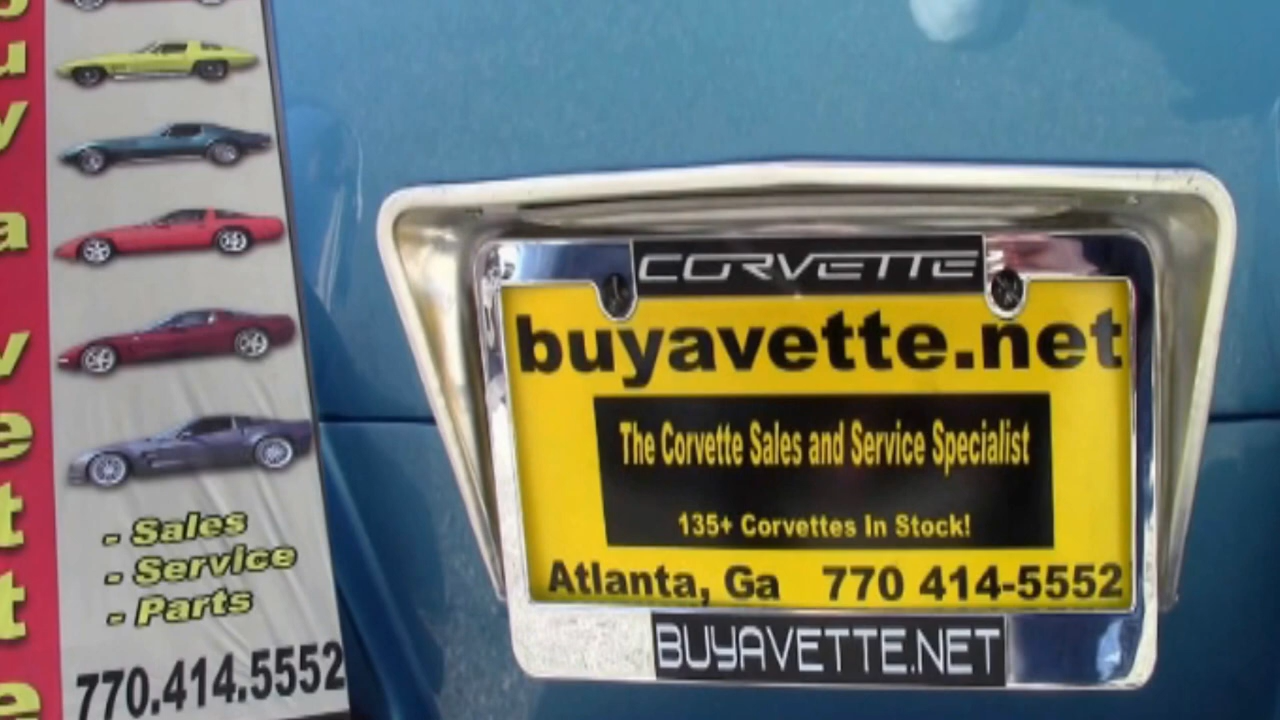 - Sales
- Service
- Parts
770.414.5552
CORVETTE
buyavette.net
The Corvette Sales and Service Specialist
135+ Corvettes In Stock!
Atlanta, Ga 770 414-5552
BUYAVETTE.NET